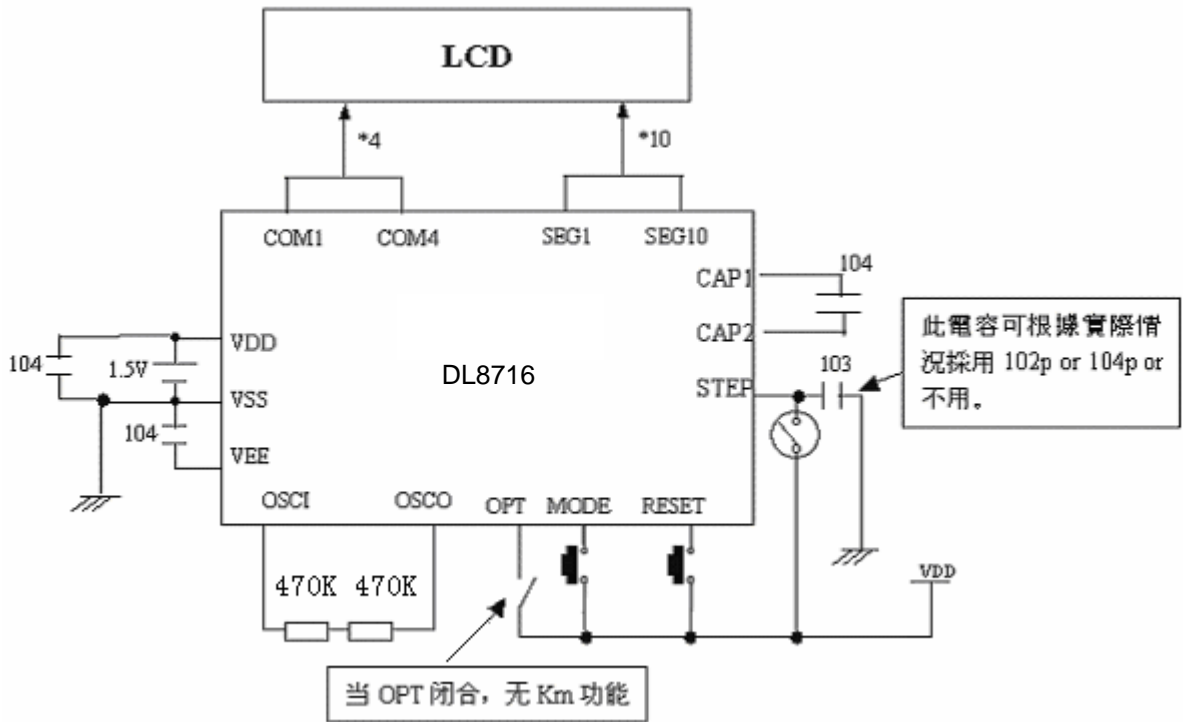 LCD
*4
*10
COM1
COM4
SEG1
SEG10
CAP1
104
CAP2
此電容可根據實際情
况採用 102p or 104p or
不用。
103
STEP
VDD
104
1.5V
DL8716
VSS
104
VEE
OSCI
OSCO
OPT
MODE
RESET
470K
470K
VDD
当 OPT 闭合，无 Km 功能